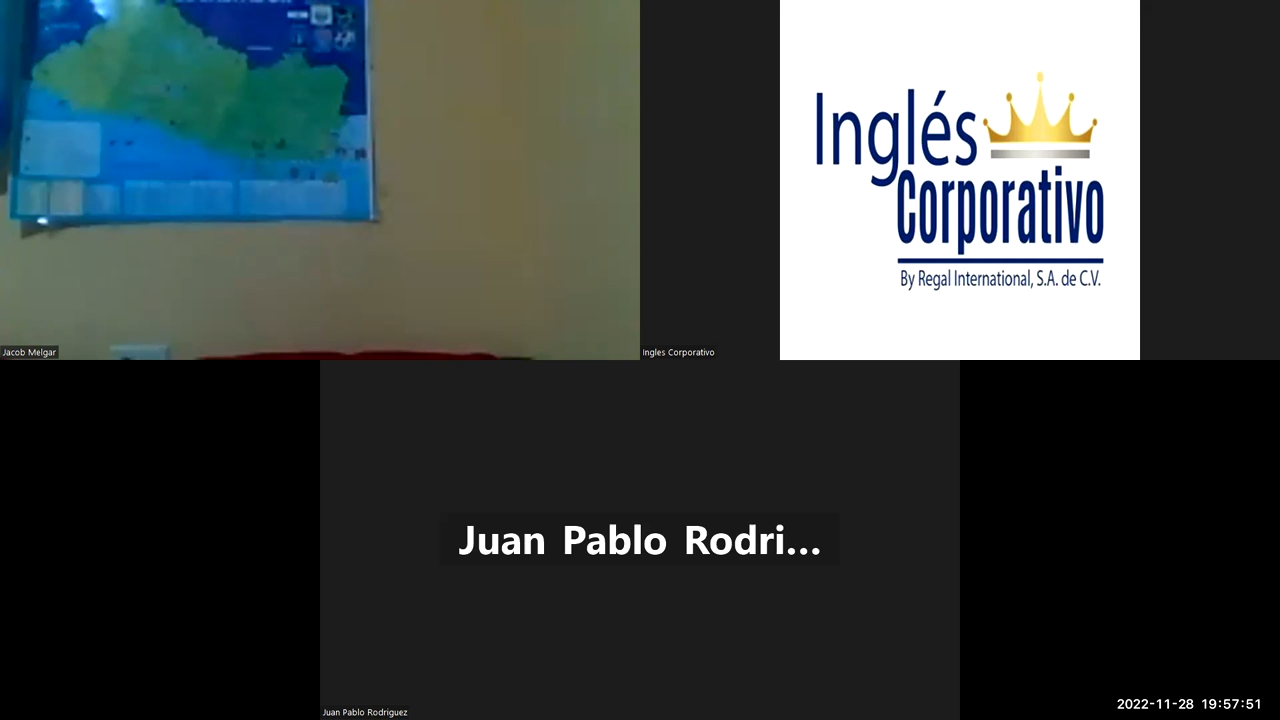 Inglés
Corporativo
By Regal International, S.A. de C.V.
Jacob Melgar
Ingles Corporativo
Juan Pablo Rodri...
Juan Pablo Rodriguez
2022-11-28 19:57:51